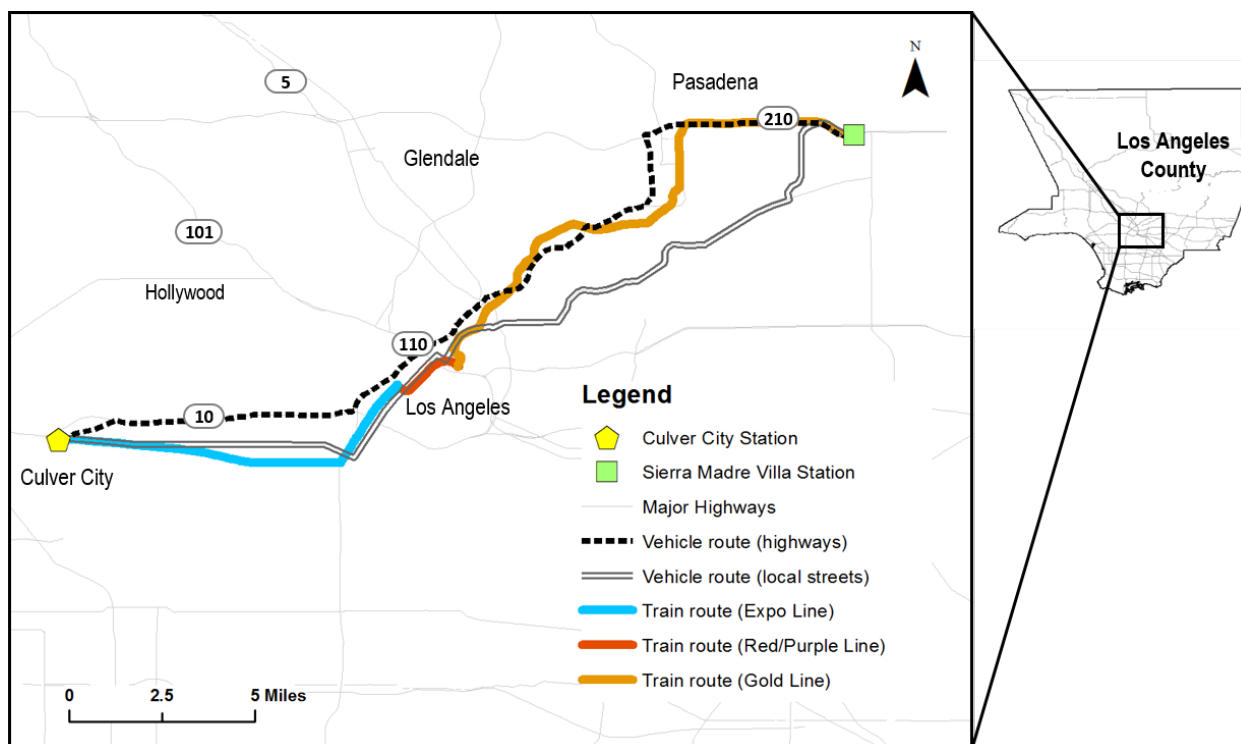 N
Pasadena
5
210
Glendale
101
Hollywood
110
Los Angeles
10
Culver City
Legend
Culver City Station
Sierra Madre Villa Station
Major Highways
Vehicle route (highways)
Vehicle route (local streets)
Train route (Expo Line)
Train route (Red/Purple Line)
Train route (Gold Line)
0 2.5 5 Miles
Los Angeles
County